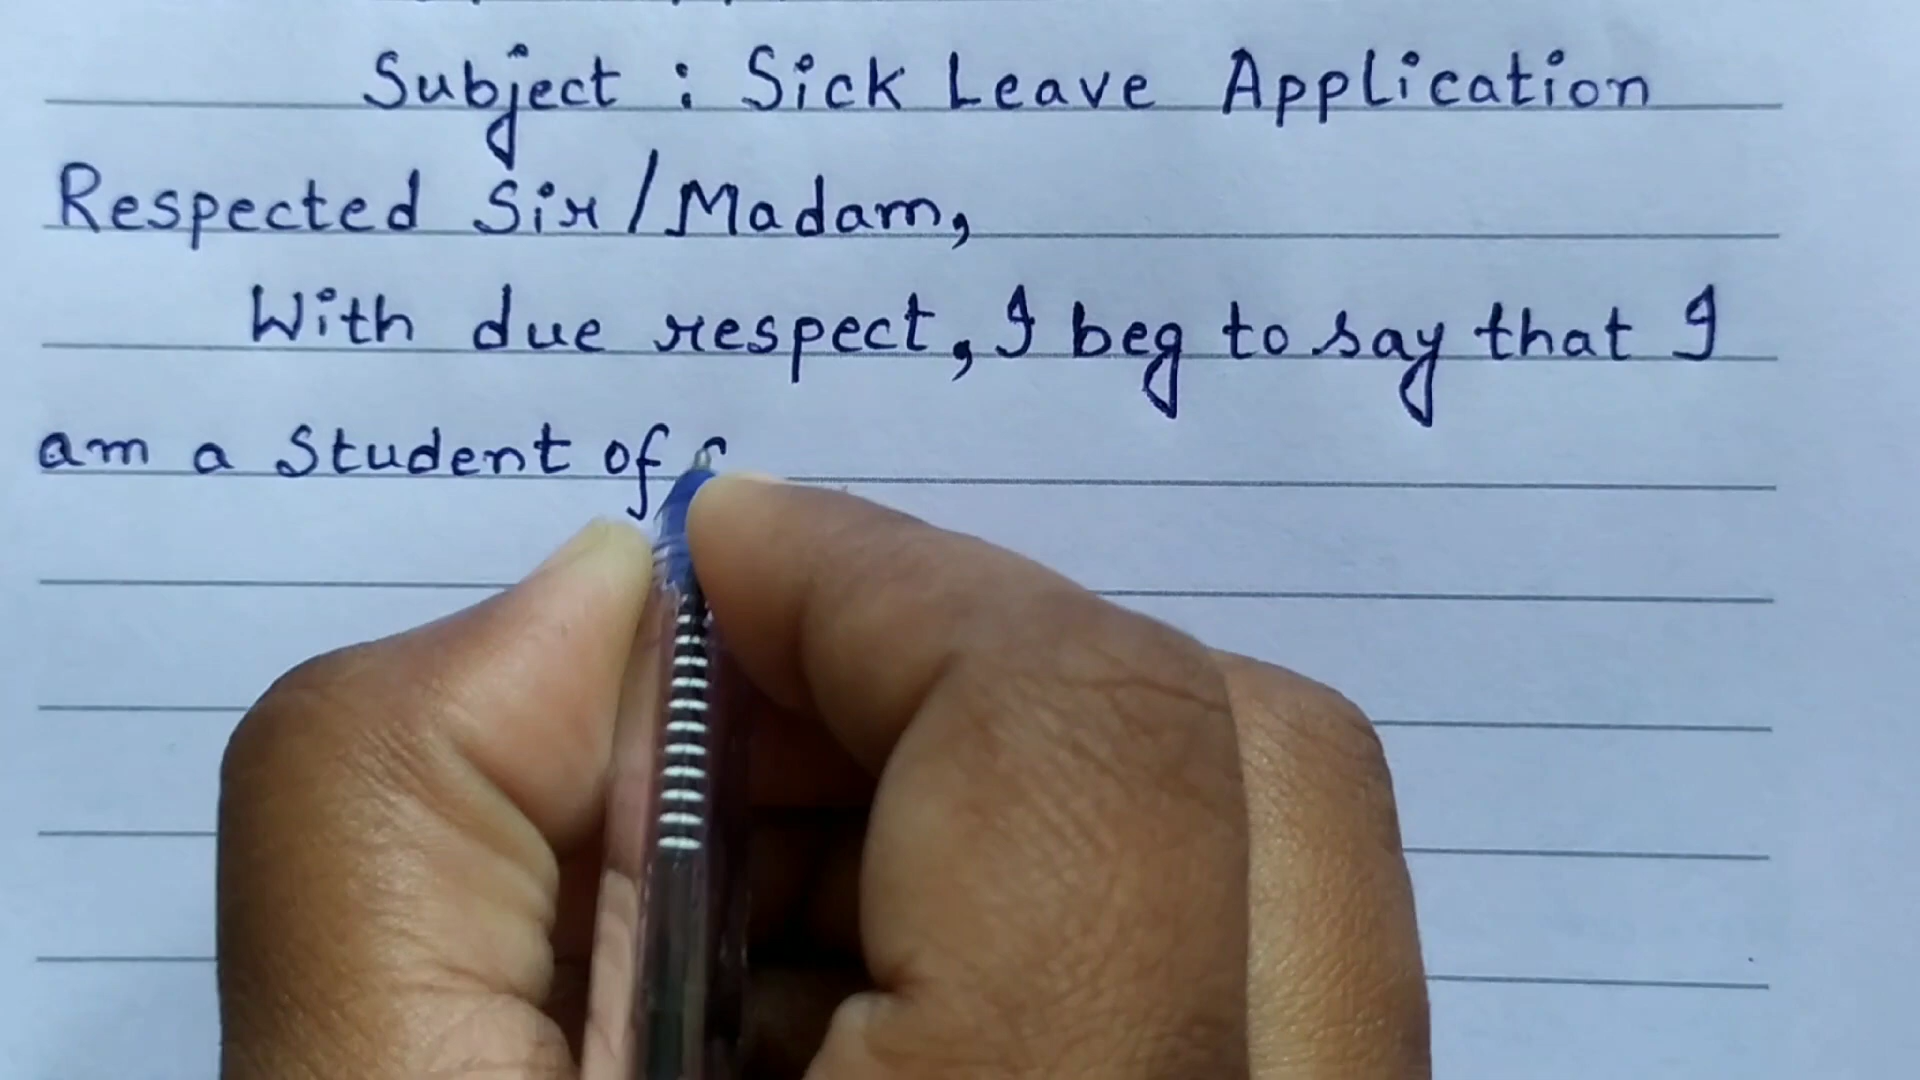 Subject : Sick Leave Application
Respected Sir/Madam,
With due respect, I beg to say that I
am a Student of